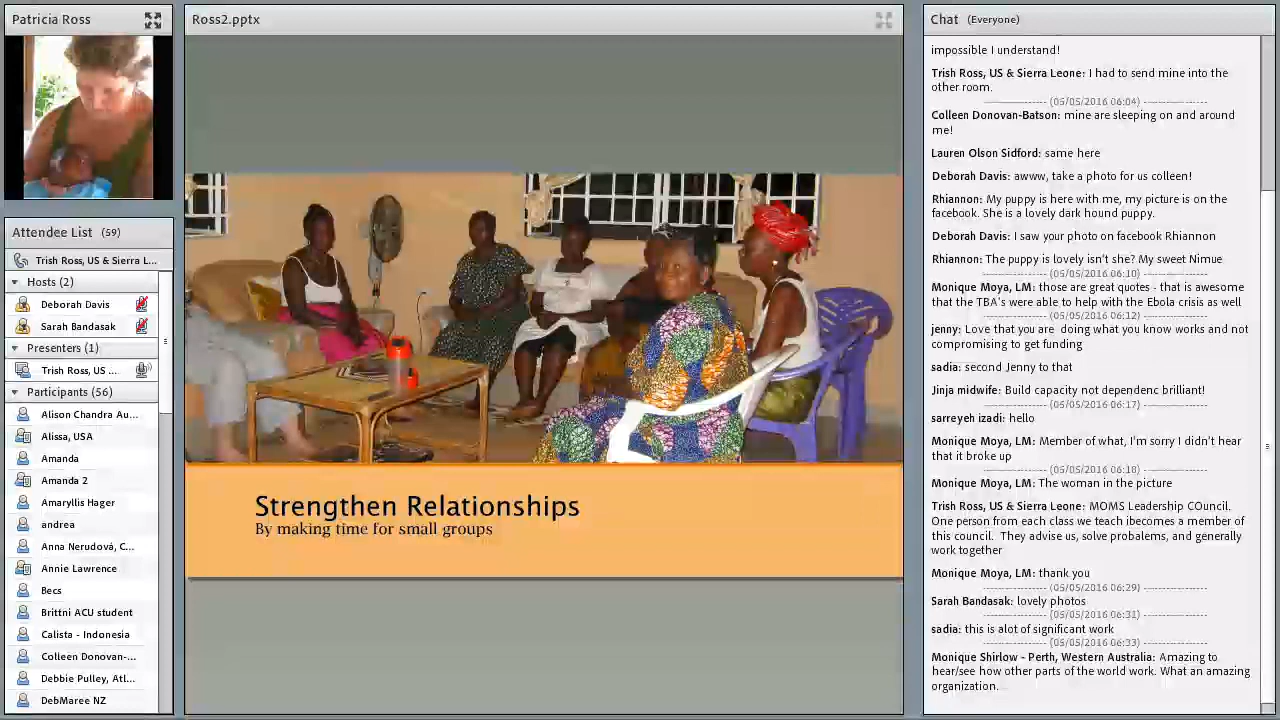 Patricia Ross
Attendee List (59)
Trish Ross, US & Sierra L...
Hosts (2)
Deborah Davis
Sarah Bandasak
Presenters (1)
Trish Ross, US ...
Participants (56)
Alison Chandra Au...
Alissa, USA
Amanda
Amanda 2
Amaryllis Hager
andrea
Anna Nerudová, C...
Annie Lawrence
Becs
Brittni ACU student
Calista - Indonesia
Colleen Donovan-...
Debbie Pulley, Atl...
DebMaree NZ
Ross2.pptx
Strengthen Relationships
By making time for small groups
Chat (Everyone)
impossible I understand!
Trish Ross, US & Sierra Leone: I had to send mine into the
other room.
------------ (05/05/2016 06:04) ------------
Colleen Donovan-Batson: mine are sleeping on and around
me!
Lauren Olson Sidford: same here
Deborah Davis: awww, take a photo for us colleen!
Rhiannon: My puppy is here with me, my picture is on the
facebook. She is a lovely dark hound puppy.
Deborah Davis: I saw your photo on facebook Rhiannon
Rhiannon: The puppy is lovely isn't she? My sweet Nimue
------------ (05/05/2016 06:10) ------------
Monique Moya, LM: those are great quotes - that is awesome
that the TBA's were able to help with the Ebola crisis as well
------------ (05/05/2016 06:12) ------------
jenny: Love that you are doing what you know works and not
compromising to get funding
sadia: second Jenny to that
Jinja midwife: Build capacity not dependenc brilliant!
------------ (05/05/2016 06:17) ------------
sarreyeh izadi: hello
Monique Moya, LM: Member of what, I'm sorry I didn't hear
that it broke up
------------ (05/05/2016 06:18) ------------
Monique Moya, LM: The woman in the picture
Trish Ross, US & Sierra Leone: MOMS Leadership COuncil.
One person from each class we teach ibecomes a member of
this council. They advise us, solve probalems, and generally
work together
Monique Moya, LM: thank you
------------ (05/05/2016 06:29) ------------
Sarah Bandasak: lovely photos
------------ (05/05/2016 06:31) ------------
sadia: this is alot of significant work
------------ (05/05/2016 06:33) ------------
Monique Shirlow - Perth, Western Australia: Amazing to
hear/see how other parts of the world work. What an amazing
organization.